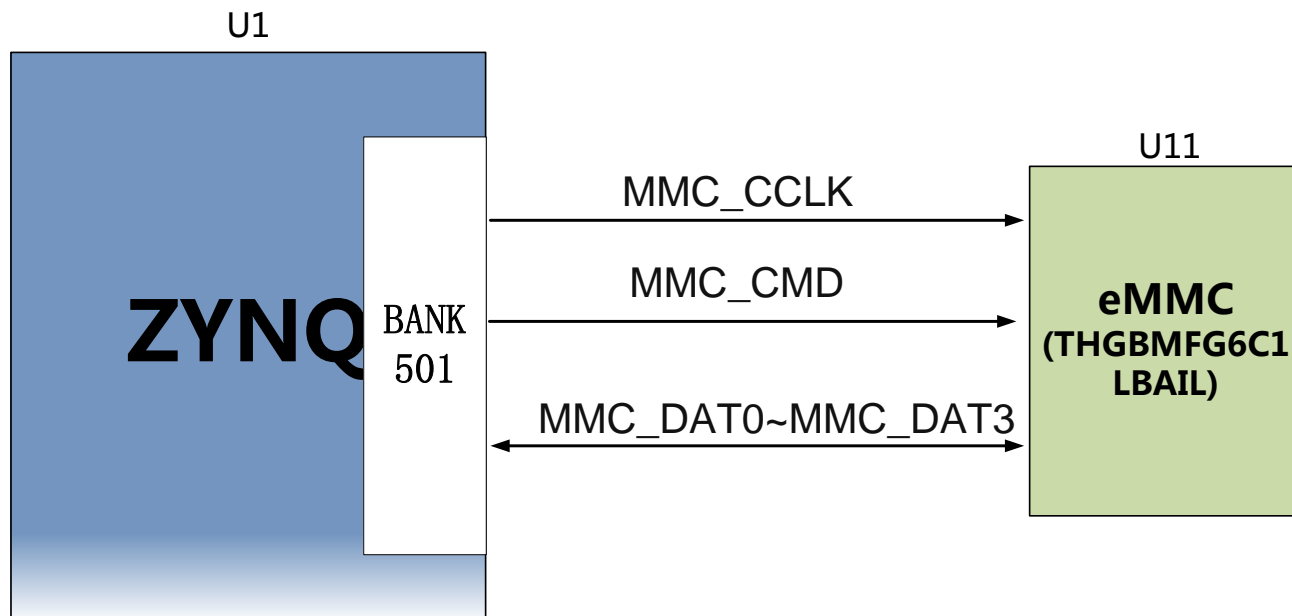 U1
U11
MMC_CCLK
MMC_CMD
ZYNQ
BANK
501
eMMC
(THGBMFG6C1
LBAIL)
MMC_DAT0~MMC_DAT3